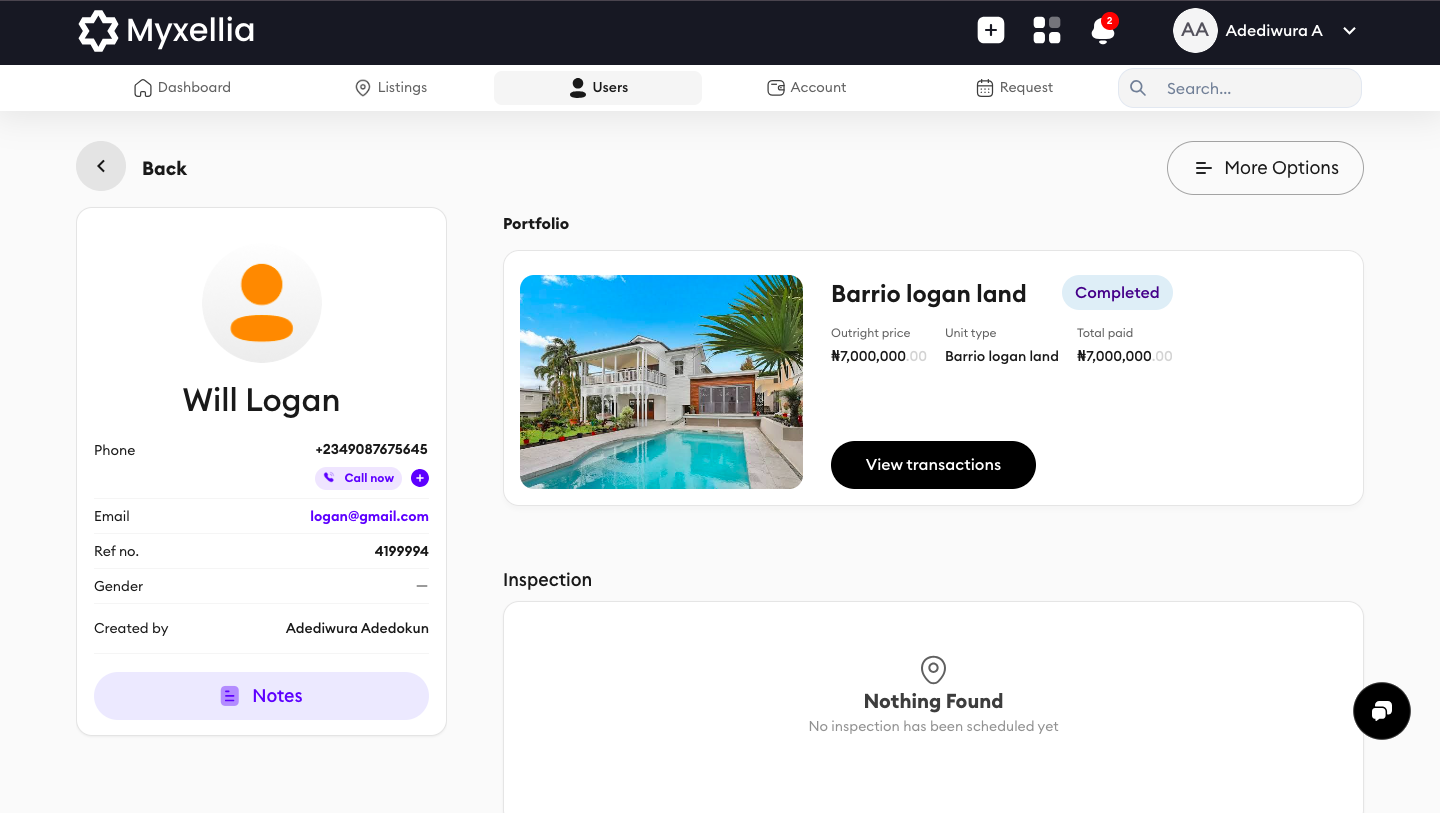 Myxellia
2
AA
Adediwura A
Dashboard
Listings
Users
Account
Request
Search...
Back
More Options
Will Logan
Phone
+2349087675645
Call now
Email
logan@gmail.com
Ref no.
4199994
Gender
—
Created by
Adediwura Adedokun
Notes
Portfolio
Barrio logan land
Completed
Outright price
Unit type
Total paid
₦7,000,000.00
Barrio logan land
₦7,000,000.00
View transactions
Inspection
Nothing Found
No inspection has been scheduled yet